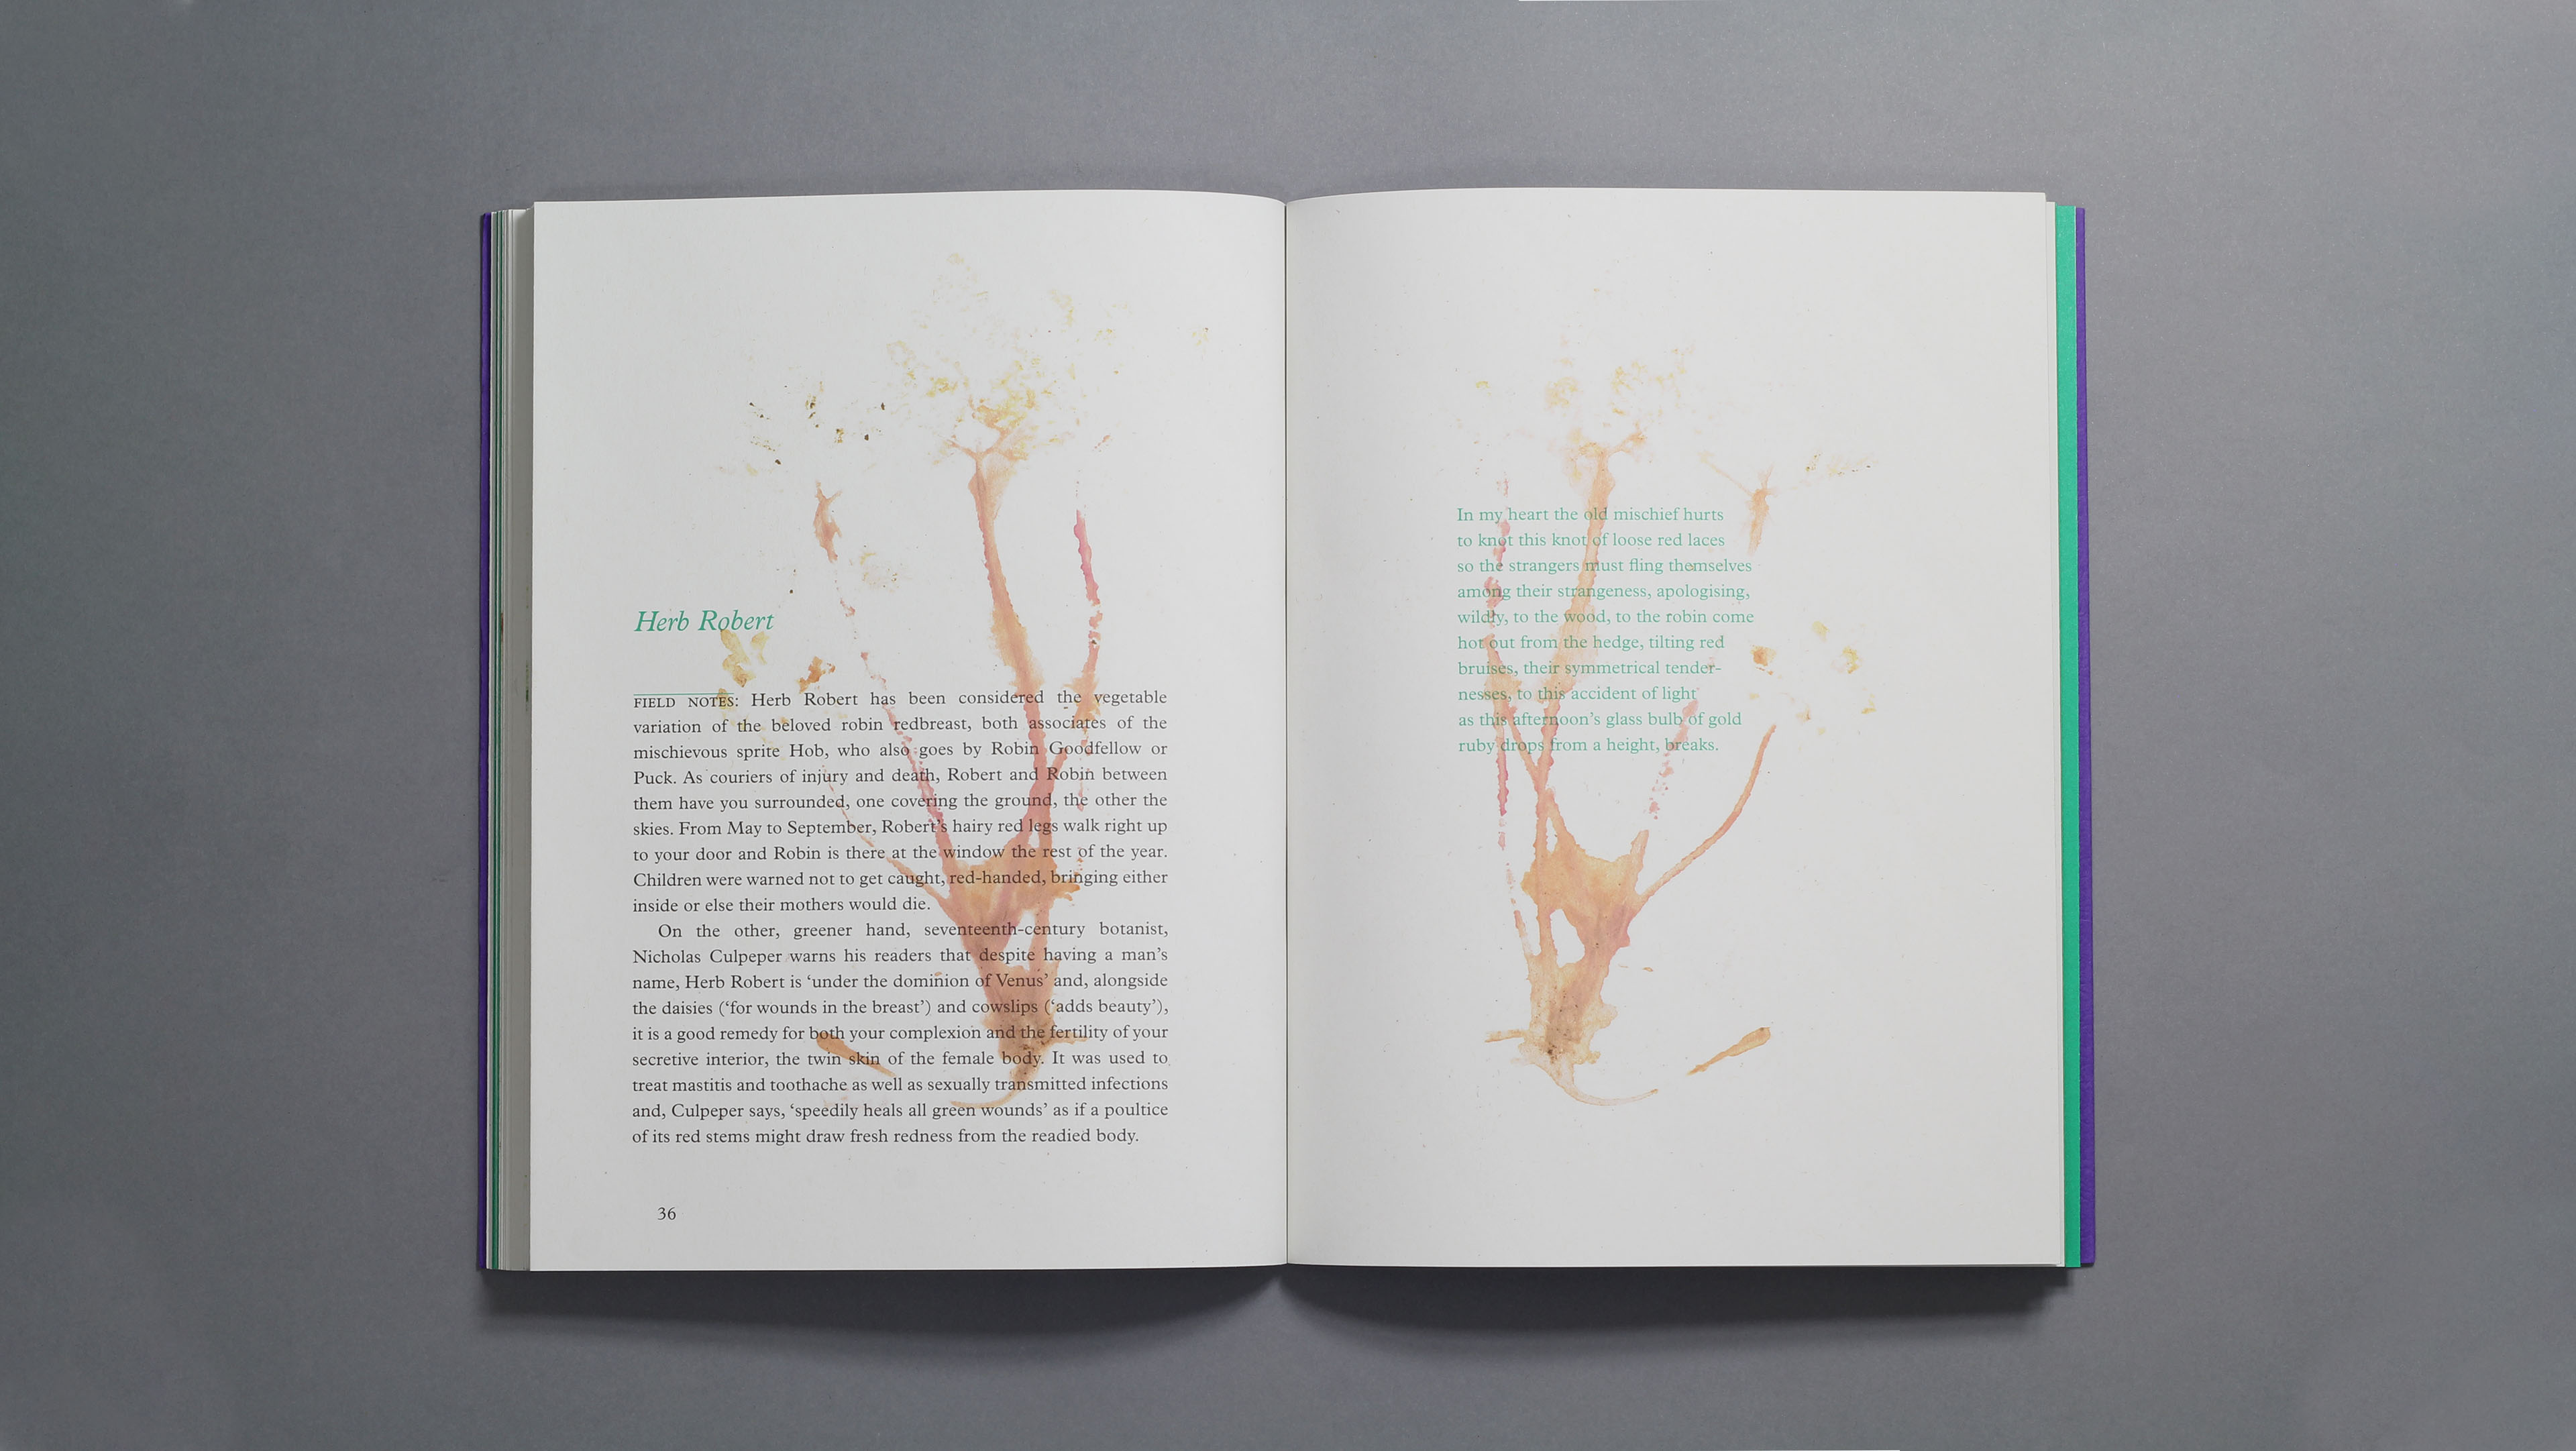 Herb Robert
FIELD NOTES: Herb Robert has been considered the vegetable
variation of the beloved robin redbreast, both associates of the
mischievous sprite Hob, who also goes by Robin Goodfellow or
Puck. As couriers of injury and death, Robert and Robin between
them have you surrounded, one covering the ground, the other the
skies. From May to September, Robert’s hairy red legs walk right up
to your door and Robin is there at the window the rest of the year.
Children were warned not to get caught, red-handed, bringing either
inside or else their mothers would die.
On the other, greener hand, seventeenth-century botanist,
Nicholas Culpeper warns his readers that despite having a man’s
name, Herb Robert is ‘under the dominion of Venus’ and, alongside
the daisies (‘for wounds in the breast’) and cowslips (‘adds beauty’),
it is a good remedy for both your complexion and the fertility of your
secretive interior, the twin skin of the female body. It was used to
treat mastitis and toothache as well as sexually transmitted infections
and, Culpeper says, ‘speedily heals all green wounds’ as if a poultice
of its red stems might draw fresh redness from the readied body.
36
In my heart the old mischief hurts
to knot this knot of loose red laces
so the strangers must fling themselves
among their strangeness, apologising,
wildly, to the wood, to the robin come
hot out from the hedge, tilting red
bruises, their symmetrical tender-
nesses, to this accident of light
as this afternoon’s glass bulb of gold
ruby drops from a height, breaks.